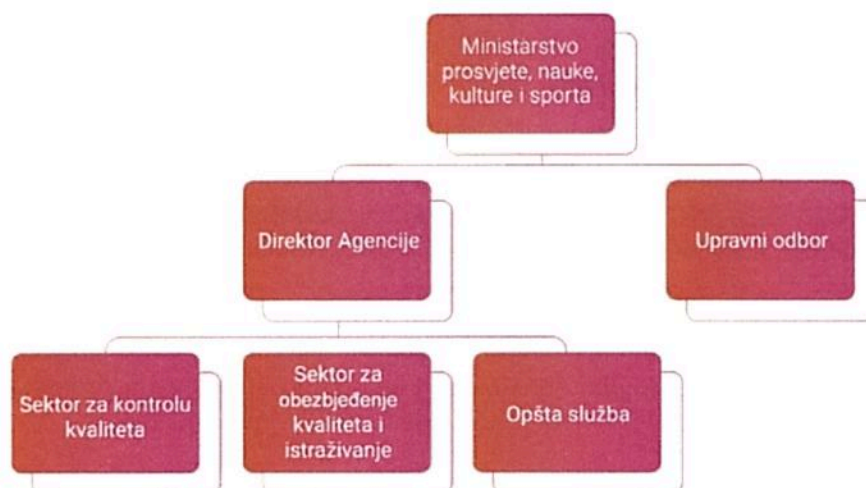 Ministarstvo
prosvjete, nauke,
kulture i sporta
Direktor Agencije
Upravni odbor
Sektor za kontrolu
kvaliteta
Sektor za
obezbjeđenje
kvaliteta i
istraživanje
Opšta služba